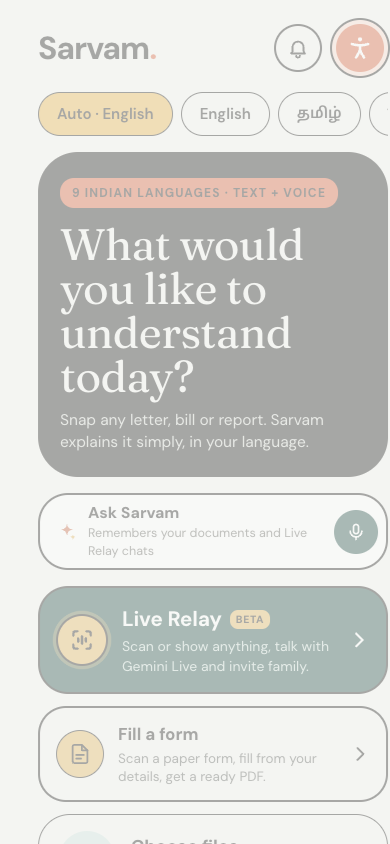 Sarvam.
Auto · English
English
தமிழ்
9 INDIAN LANGUAGES · TEXT + VOICE
What would
you like to
understand
today?
Snap any letter, bill or report. Sarvam
explains it simply, in your language.
Ask Sarvam
Remembers your documents and Live
Relay chats
Live Relay BETA
Scan or show anything, talk with
Gemini Live and invite family.
Fill a form
Scan a paper form, fill from your
details, get a ready PDF.
Choose files